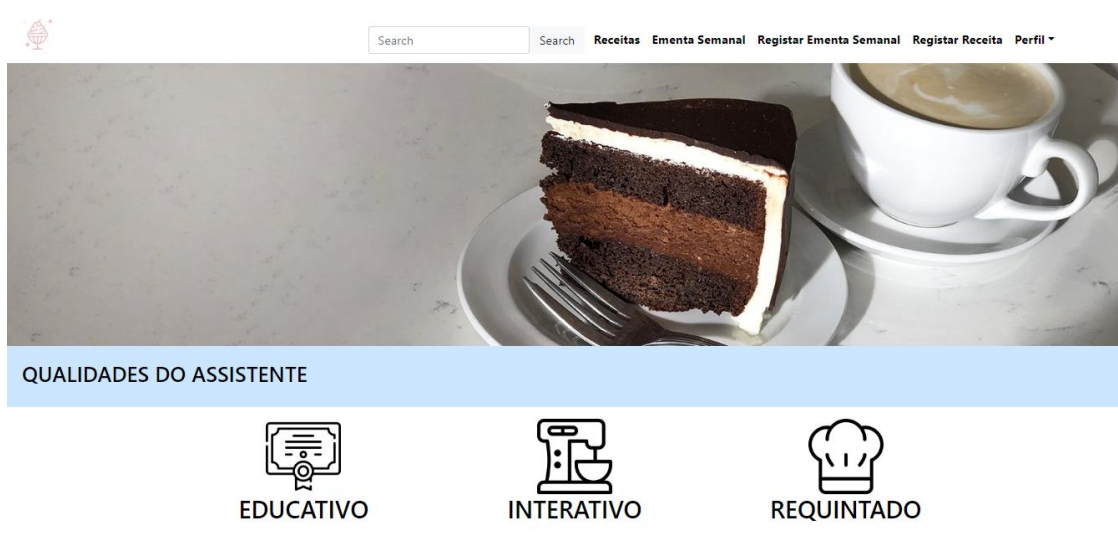 Search Search Receitas Ementa Semanal Registar Ementa Semanal Registar Receita Perfil
QUALIDADES DO ASSISTENTE
EDUCATIVO INTERATIVO REQUINTADO